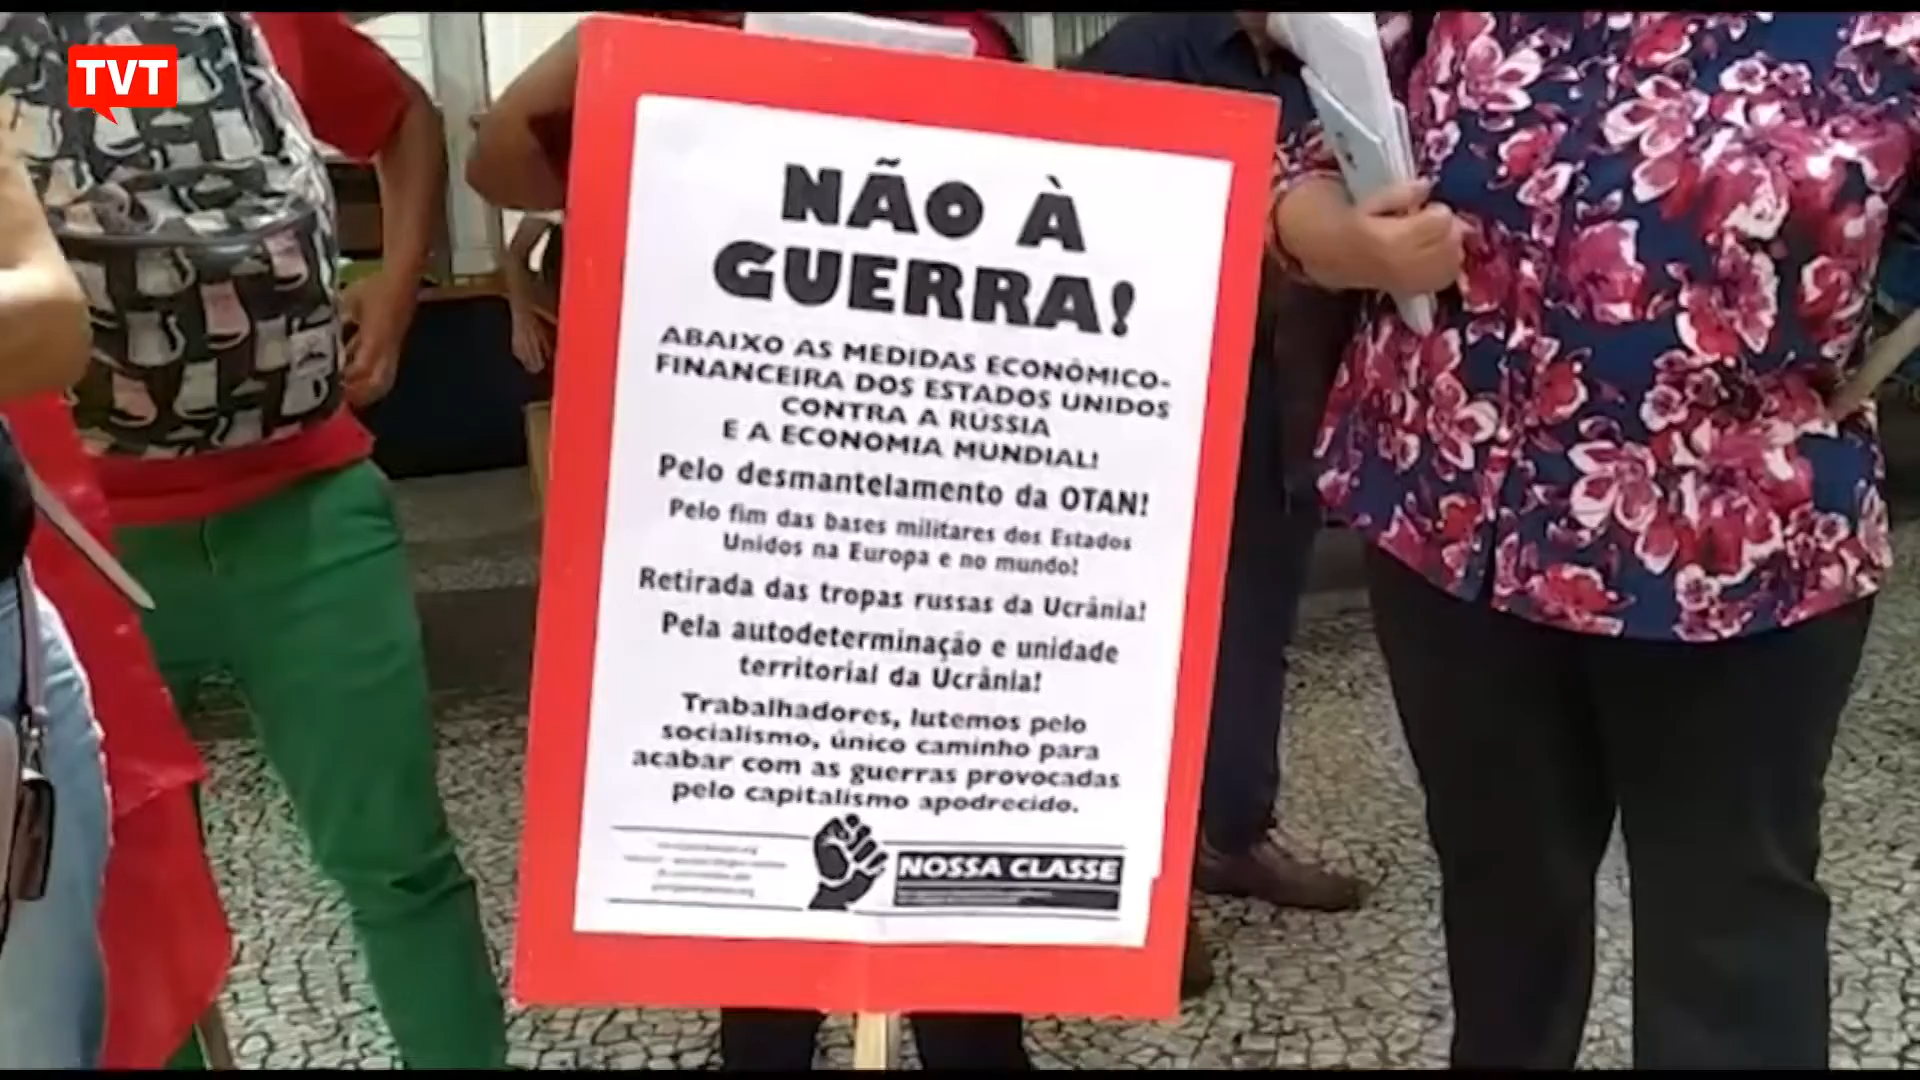 TVT
NÃO À
GUERRA!
ABAIXO AS MEDIDAS ECONÔMICO-
FINANCEIRA DOS ESTADOS UNIDOS
CONTRA A RÚSSIA
E A ECONOMIA MUNDIAL!
Pelo desmantelamento da OTAN!
Pelo fim das bases militares dos Estados
Unidos na Europa e no mundo!
Retirada das tropas russas da Ucrânia!
Pela autodeterminação e unidade
territorial da Ucrânia!
Trabalhadores, lutemos pelo
socialismo, único caminho para
acabar com as guerras provocadas
pelo capitalismo apodrecido.
NOSSA CLASSE